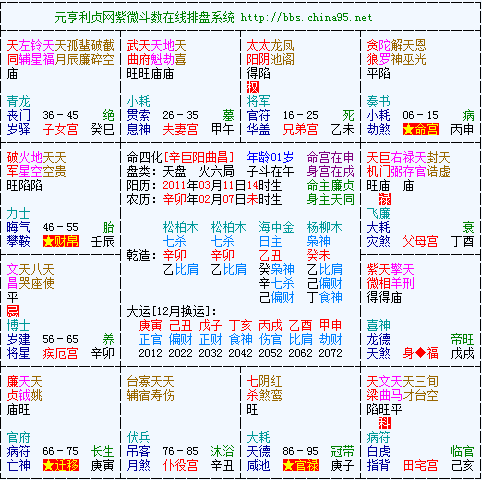 元亨利贞网紫微斗数在线排盘系统 http://bbs.china95.net
天左铃天天孤蜚破截
同辅星福月辰廉碎空
庙
青龙
丧门 36-45 绝
岁驿 子女宫 癸巳
武天天地天
曲府魁劫喜
旺旺庙庙
小耗
贯索 26-35 墓
息神 夫妻宫 甲午
太太龙凤
阳阴池阁
得陷
权
将军
官符 16-25 死
华盖 兄弟宫 乙未
贪陀解天恩
狼罗神巫光
平陷
奏书
小耗 06-15 病
劫煞 ★命宫 丙申
破火地天天
军星空空贵
旺陷陷
力士
晦气 46-55 胎
攀鞍 ★财帛 壬辰
命四化[辛巨阳曲昌] 年龄01岁 命宫在申
盘类：天盘 火六局 子斗在午 身宫在戌
阳历：2011年03月11日14时生 命主廉贞
农历：辛卯年02月07日未时生 身主天同
松柏木 松柏木 海中金 杨柳木
七杀 七杀 日主 枭神
乾造：辛卯 辛卯 乙丑 癸未
乙比肩 乙比肩 癸枭神 乙比肩
辛七杀 己偏财
己偏财 丁食神
大运[12月换运]：
庚寅 己丑 戊子 丁亥 丙戌 乙酉 甲申
正官 偏财 正财 食神 伤官 比肩 劫财
2012 2022 2032 2042 2052 2062 2072
天巨右禄天封天
机门弼存官诰虚
旺庙 庙
禄
飞廉
大耗 衰
灾煞 父母宫 丁酉
文天八天
昌哭座使
平
忌
博士
岁建 56-65 养
将星 疾厄宫 辛卯
紫天擎天
微相羊刑
得得庙
喜神
龙德 帝旺
天煞 身◆福 戊戌
廉天天
贞钺姚
庙旺
官府
病符 66-75 长生
亡神 ★迁移 庚寅
台寡天天
辅宿寿伤
伏兵
吊客 76-85 沐浴
月煞 仆役宫 辛丑
七阴红
杀煞鸾
旺
大耗
天德 86-95 冠带
咸池 ★官禄 庚子
天文天天三旬
梁曲马才台空
陷旺平
科
病符
白虎 临官
指背 田宅宫 己亥